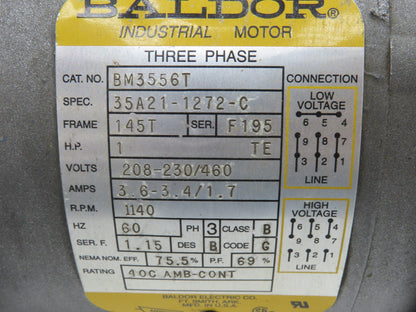 BALDOR®
INDUSTRIAL MOTOR
THREE PHASE
CAT. NO. BM3556T CONNECTION
SPEC. 35A21-1272-C LOW VOLTAGE
FRAME 145T SER. F195 6 5 4
H.P. 1 TE 9 8 7
VOLTS 208-230/460 3 2 1
AMPS 3.6-3.4/1.7 LINE
R.P.M. 1140 HIGH VOLTAGE
HZ 60 PH 3 CLASS B 6 5 4
SER. F. 1.15 DES B CODE G 9 8 7
NEMA NOM. EFF. 75.5% P.F. 69 % 3 2 1
RATING 40C AMB-CONT LINE
BALDOR ELECTRIC CO.
FT. SMITH, ARK.
MFD. IN U.S.A.